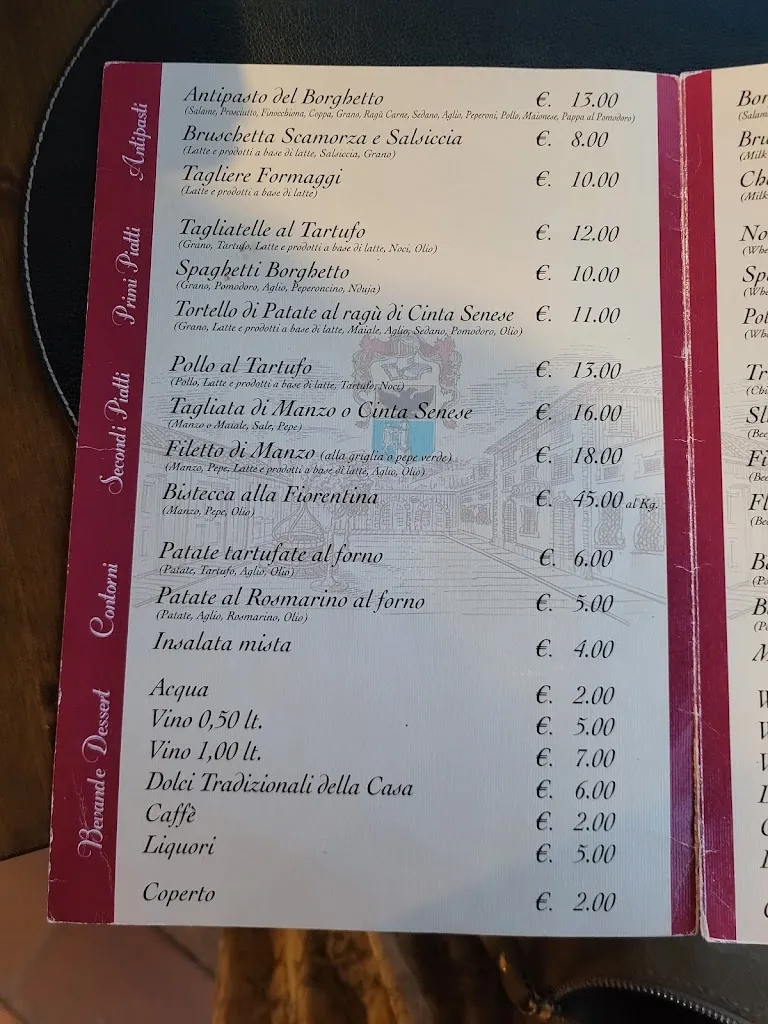 Antipasti
Antipasto del Borghetto €. 13.00
(Salame, Prosciutto, Finocchiona, Coppa, Grano, Ragù Carne, Sedano, Aglio, Peperoni, Pollo, Maionese, Pappa al Pomodoro)
Bruschetta Scamorza e Salsiccia €. 8.00
(Latte e prodotti a base di latte, Salsiccia, Grano)
Tagliere Formaggi €. 10.00
(Latte e prodotti a base di latte)
Primi Piatti
Tagliatelle al Tartufo €. 12.00
(Grano, Tartufo, Latte e prodotti a base di latte, Noci, Olio)
Spaghetti Borghetto €. 10.00
(Grano, Pomodoro, Aglio, Peperoncino, Nduja)
Tortello di Patate al ragù di Cinta Senese €. 11.00
(Grano, Latte e prodotti a base di latte, Maiale, Aglio, Sedano, Pomodoro, Olio)
Secondi Piatti
Pollo al Tartufo €. 13.00
(Pollo, Latte e prodotti a base di latte, Tartufo, Noci)
Tagliata di Manzo o Cinta Senese €. 16.00
(Manzo o Maiale, Sale, Pepe)
Filetto di Manzo (alla griglia o pepe verde) €. 18.00
(Manzo, Pepe, Latte e prodotti a base di latte, Aglio, Olio)
Bistecca alla Fiorentina €. 45.00 al Kg.
(Manzo, Pepe, Olio)
Contorni
Patate tartufate al forno €. 6.00
(Patate, Tartufo, Aglio, Olio)
Patate al Rosmarino al forno €. 5.00
(Patate, Aglio, Rosmarino, Olio)
Insalata mista €. 4.00
Bevande Dessert
Acqua €. 2.00
Vino 0,50 lt. €. 5.00
Vino 1,00 lt. €. 7.00
Dolci Tradizionali della Casa €. 6.00
Caffè €. 2.00
Liquori €. 5.00
Coperto €. 2.00